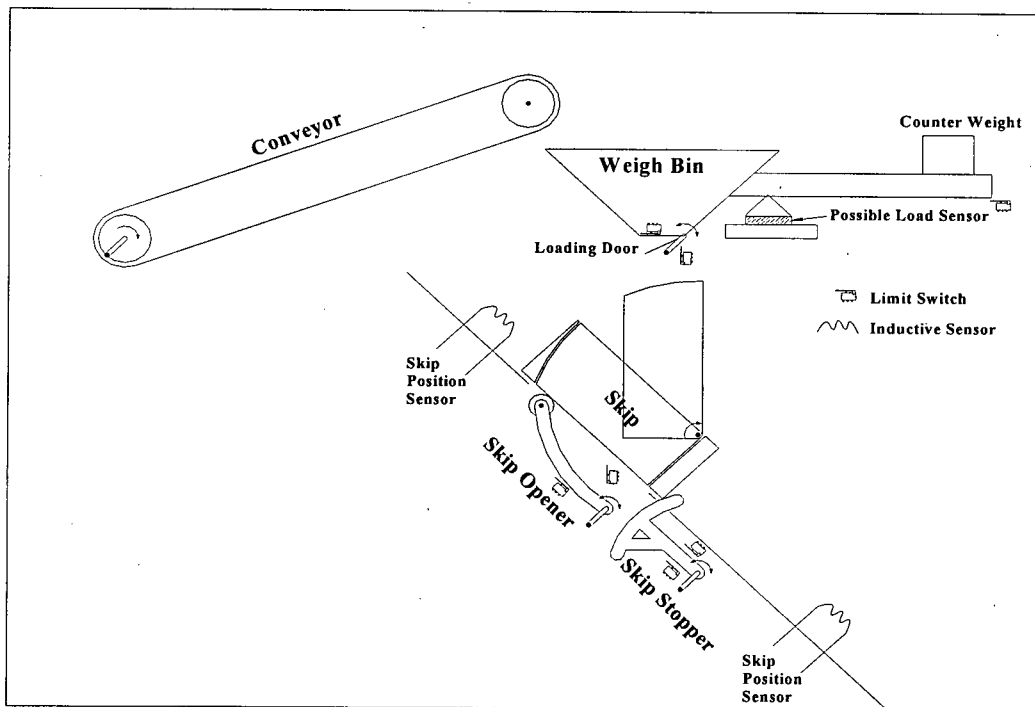 Conveyor
Counter Weight
Weigh Bin
Possible Load Sensor
Loading Door
Limit Switch
Inductive Sensor
Skip
Position
Sensor
Skip
Skip Opener
Skip Stopper
Skip
Position
Sensor